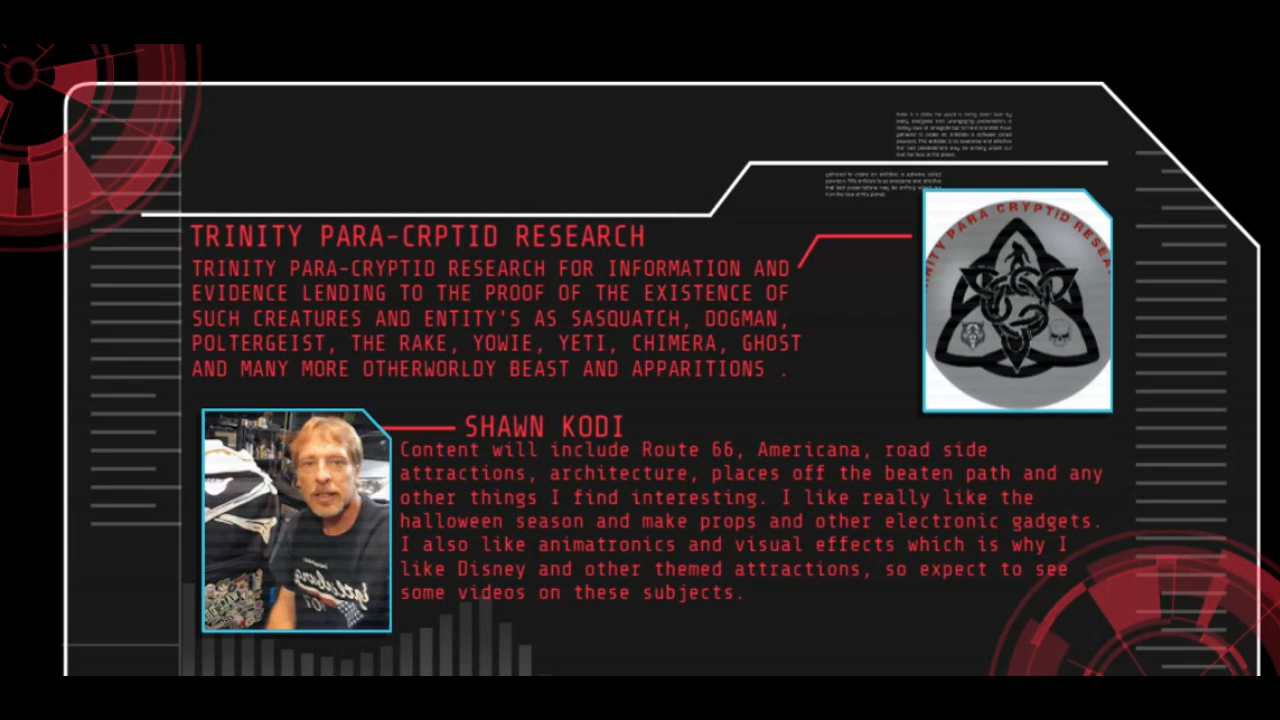 TRINITY PARA-CRPTID RESEARCH
TRINITY PARA-CRYPTID RESEARCH FOR INFORMATION AND
EVIDENCE LENDING TO THE PROOF OF THE EXISTENCE OF
SUCH CREATURES AND ENTITY'S AS SASQUATCH, DOGMAN,
POLTERGEIST, THE RAKE, YOWIE, YETI, CHIMERA, GHOST
AND MANY MORE OTHERWORLDY BEAST AND APPARITIONS .
PARA CRYPTID
SHAWN KODI
Content will include Route 66, Americana, road side
attractions, architecture, places off the beaten path and any
other things I find interesting. I like really like the
halloween season and make props and other electronic gadgets.
I also like animatronics and visual effects which is why I
like Disney and other themed attractions, so expect to see
some videos on these subjects.